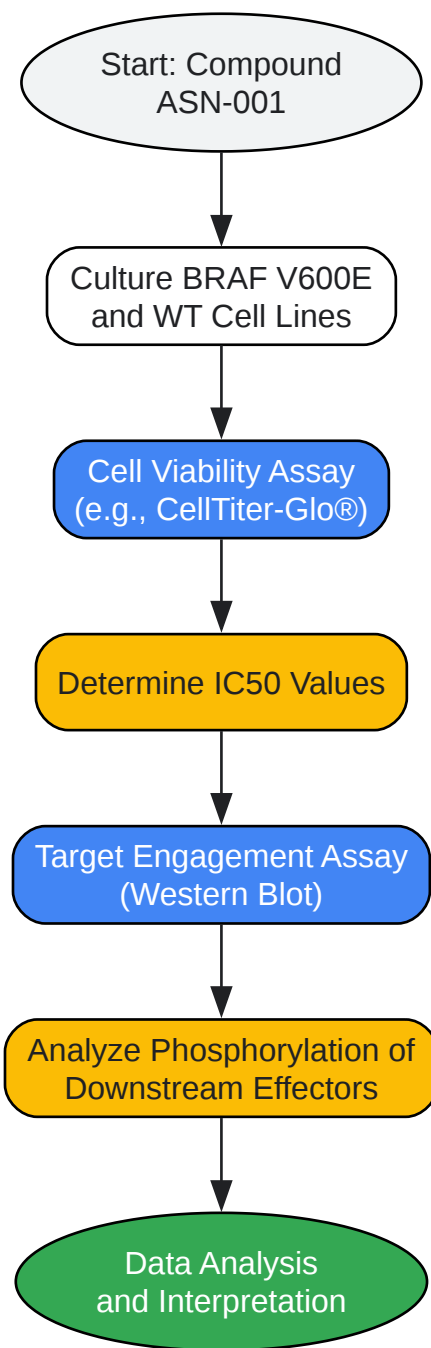 Start: Compound
ASN-001
Culture BRAF V600E
and WT Cell Lines
Cell Viability Assay
(e.g., CellTiter-Glo®)
Determine IC50 Values
Target Engagement Assay
(Western Blot)
Analyze Phosphorylation of
Downstream Effectors
Data Analysis
and Interpretation